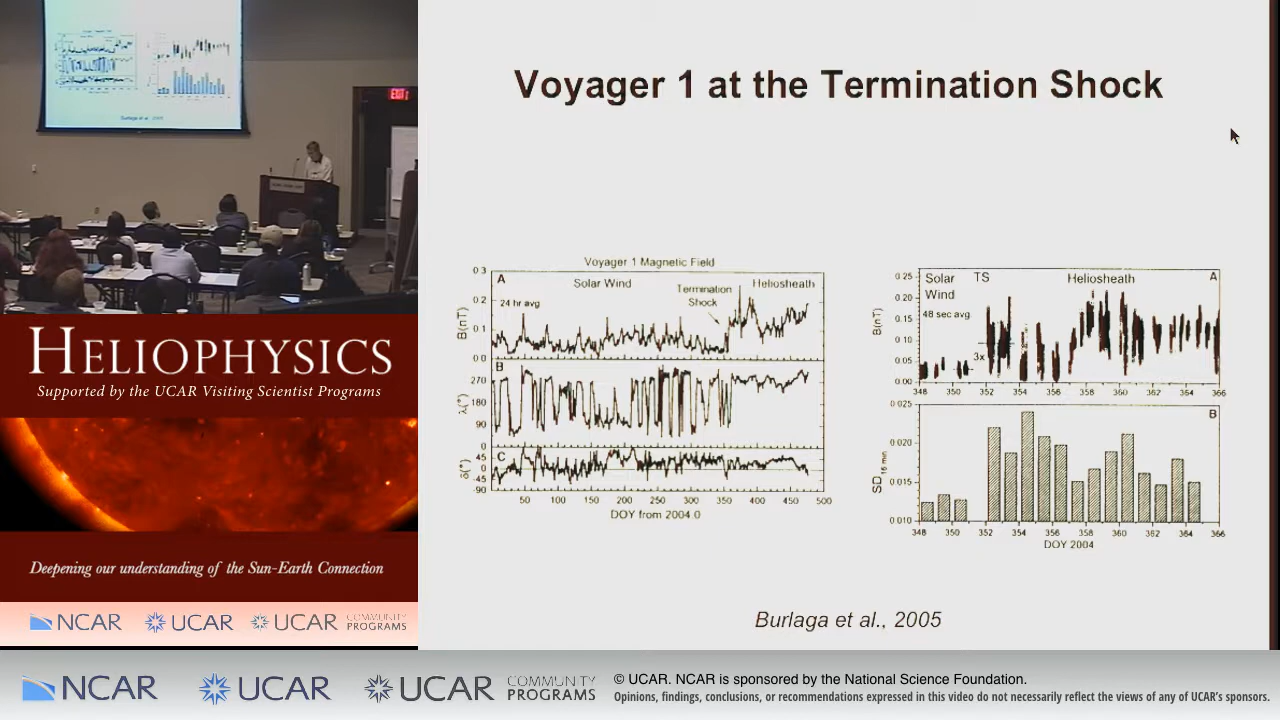 EXIT
HELIOPHYSICS
Supported by the UCAR Visiting Scientist Programs
Deepening our understanding of the Sun-Earth Connection
NCAR
UCAR
UCAR
COMMUNITY
PROGRAMS
Voyager 1 at the Termination Shock
Voyager 1 Magnetic Field
A
Solar Wind
Termination
Shock
Heliosheath
24 hr avg
B(nT)
0.3
0.2
0.1
0.0
B
λ(°)
270
180
90
0
C
δ(°)
45
0
-45
-90
50 100 150 200 250 300 350 400 450 500
DOY from 2004.0
Solar
Wind
TS
Heliosheath
A
48 sec avg
3x
B(nT)
0.25
0.20
0.15
0.10
0.05
0.00
348 350 352 354 356 358 360 362 364 366
B
SD 16 min
0.025
0.020
0.015
0.010
348 350 352 354 356 358 360 362 364 366
DOY 2004
Burlaga et al., 2005
NCAR
UCAR
UCAR
COMMUNITY
PROGRAMS
© UCAR. NCAR is sponsored by the National Science Foundation.
Opinions, findings, conclusions, or recommendations expressed in this video do not necessarily reflect the views of any of UCAR's sponsors.